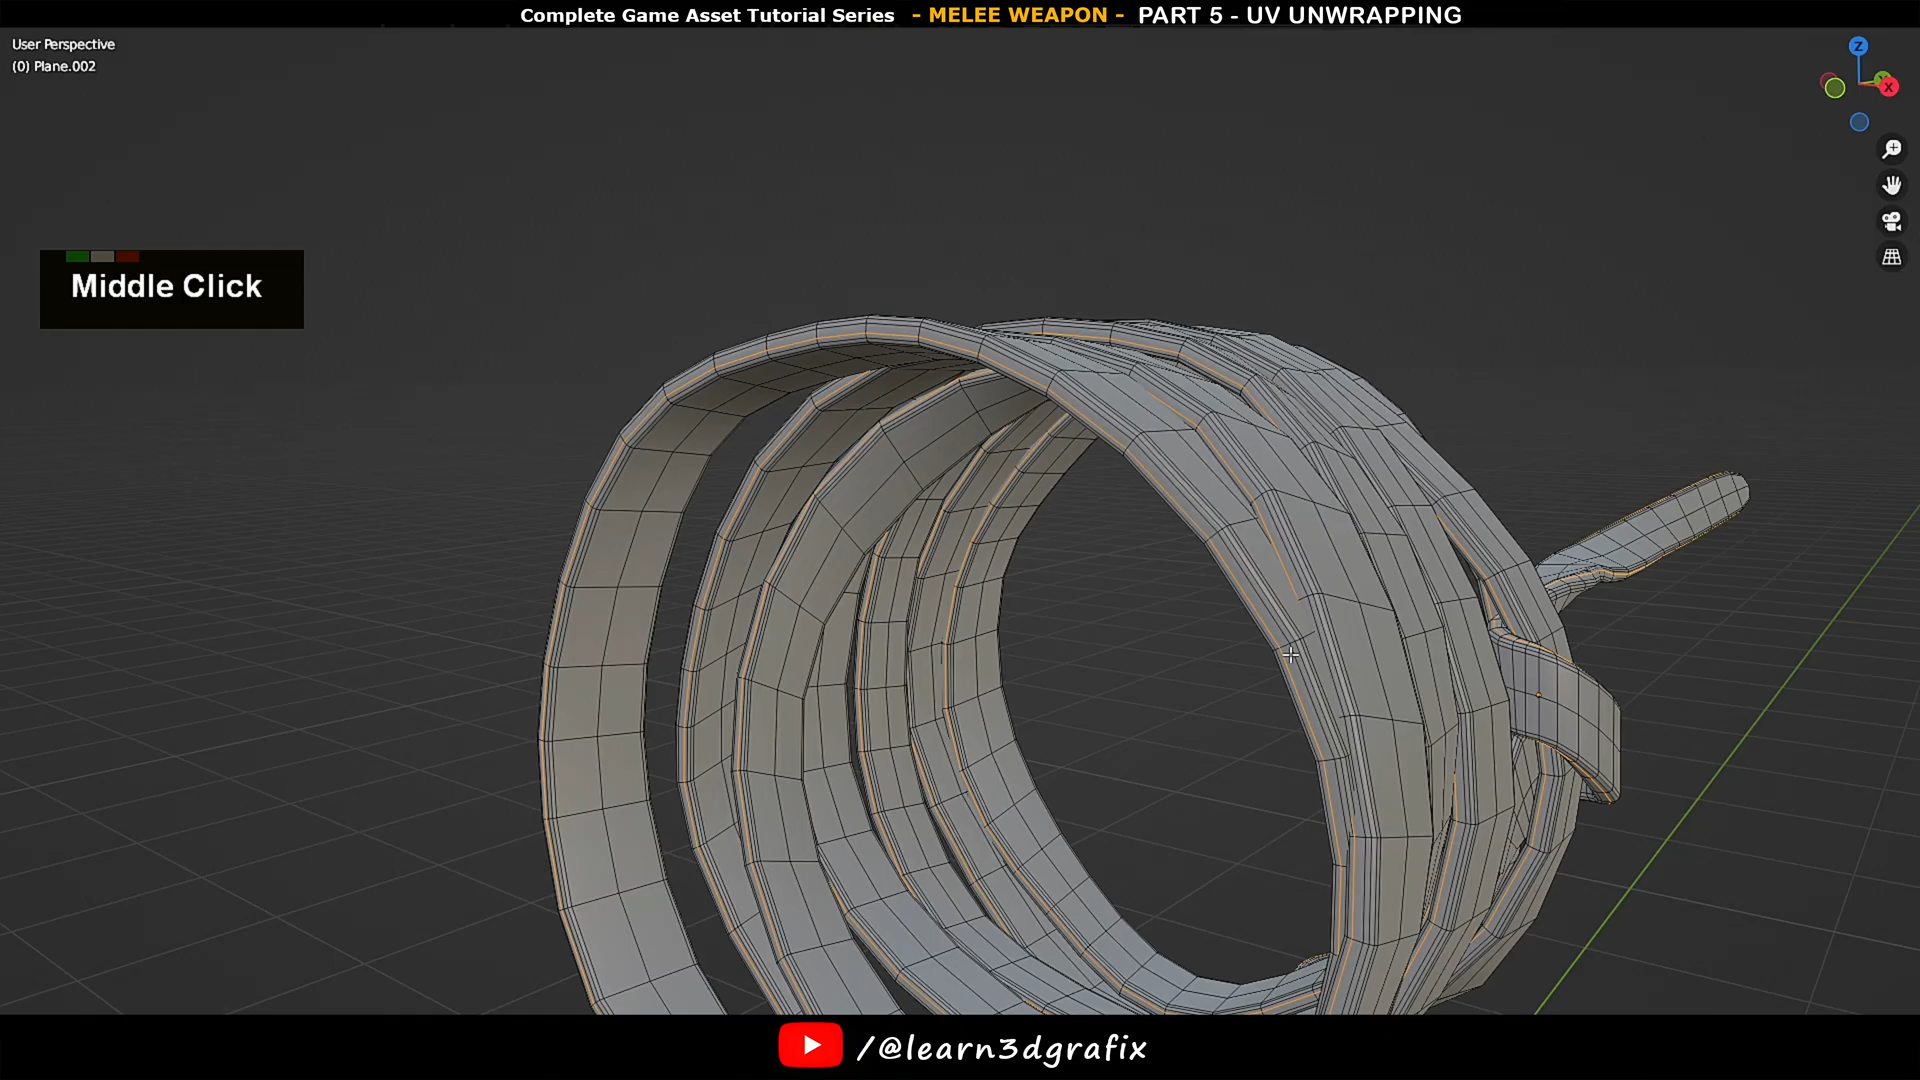 Complete Game Asset Tutorial Series - MELEE WEAPON - PART 5 - UV UNWRAPPING
User Perspective
(0) Plane.002
Z
Y
X
Middle Click
/@learn3dgrafix